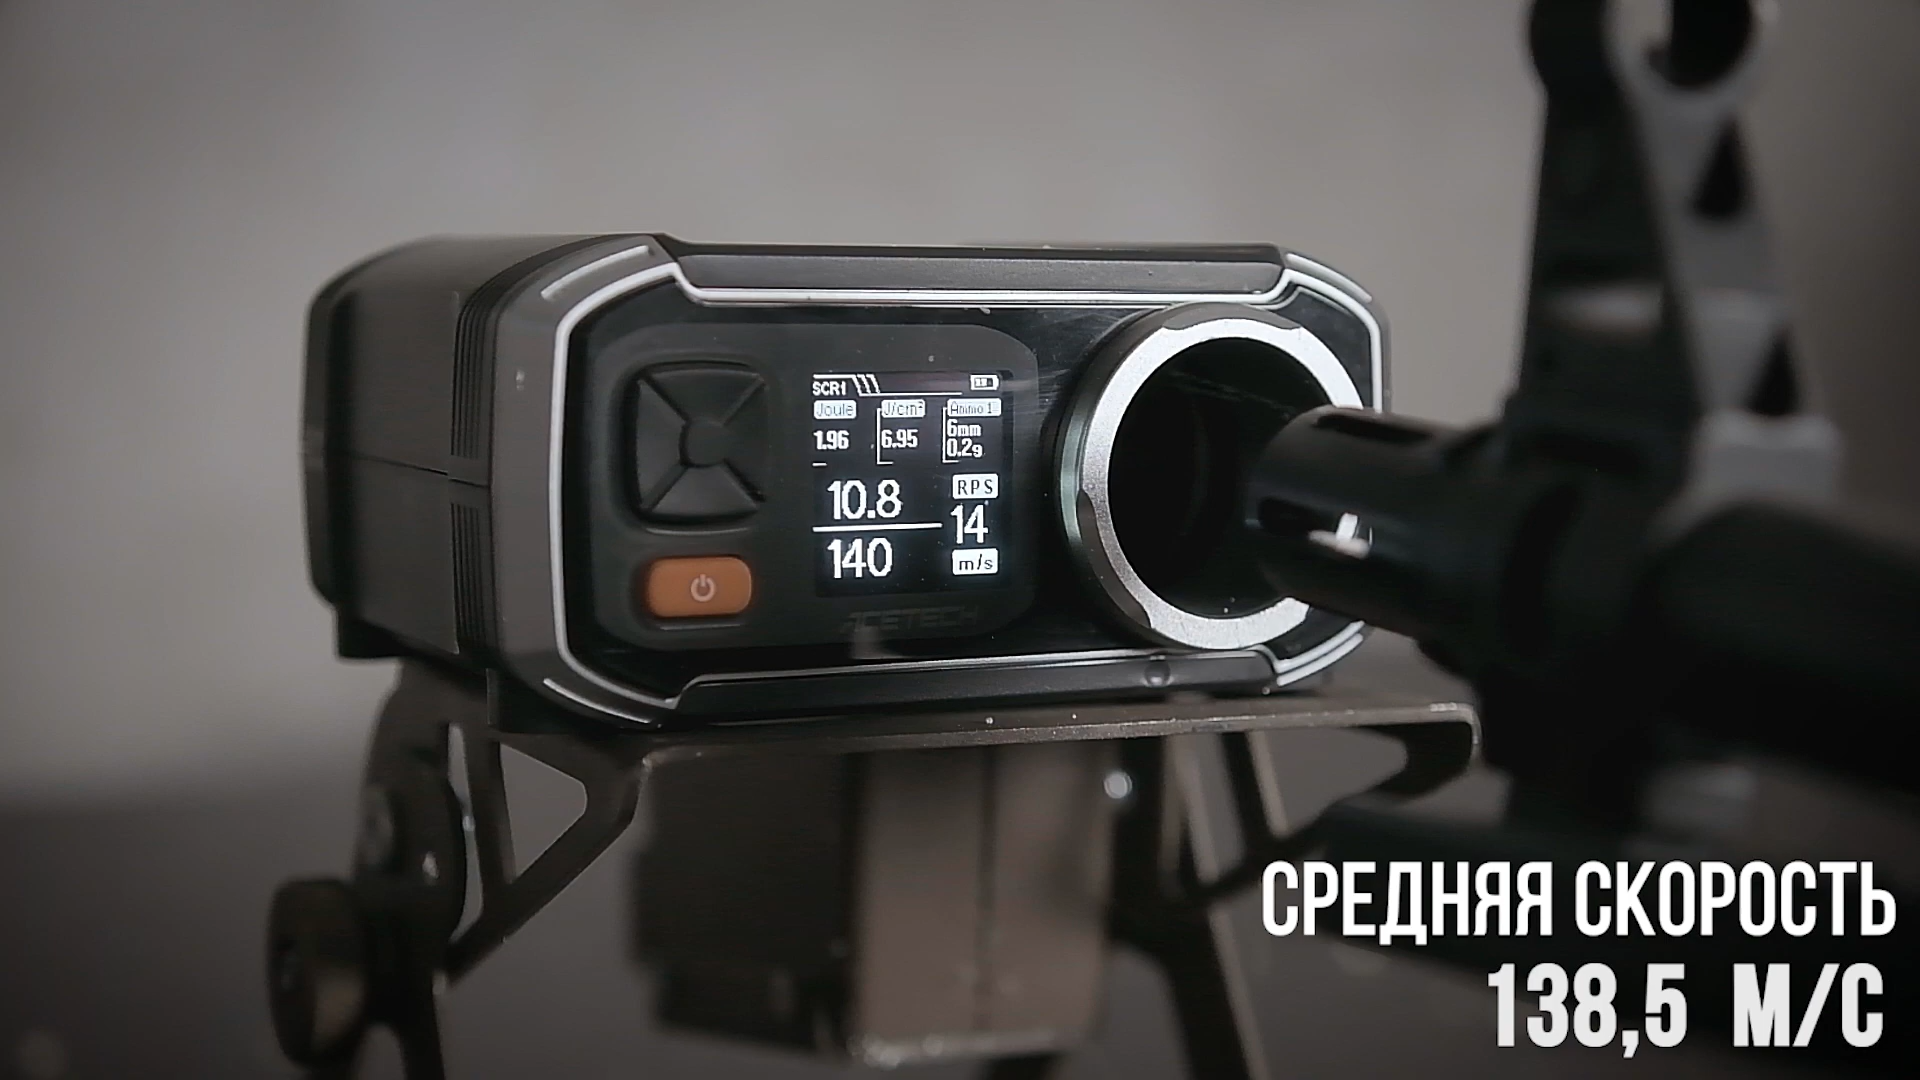 SCR1
Joule
J/cm²
Ammo 1
1.96
6.95
6mm
0.2g
10.8
RPS
14
140
m/s
ACETECH
СРЕДНЯЯ СКОРОСТЬ
138,5 М/С